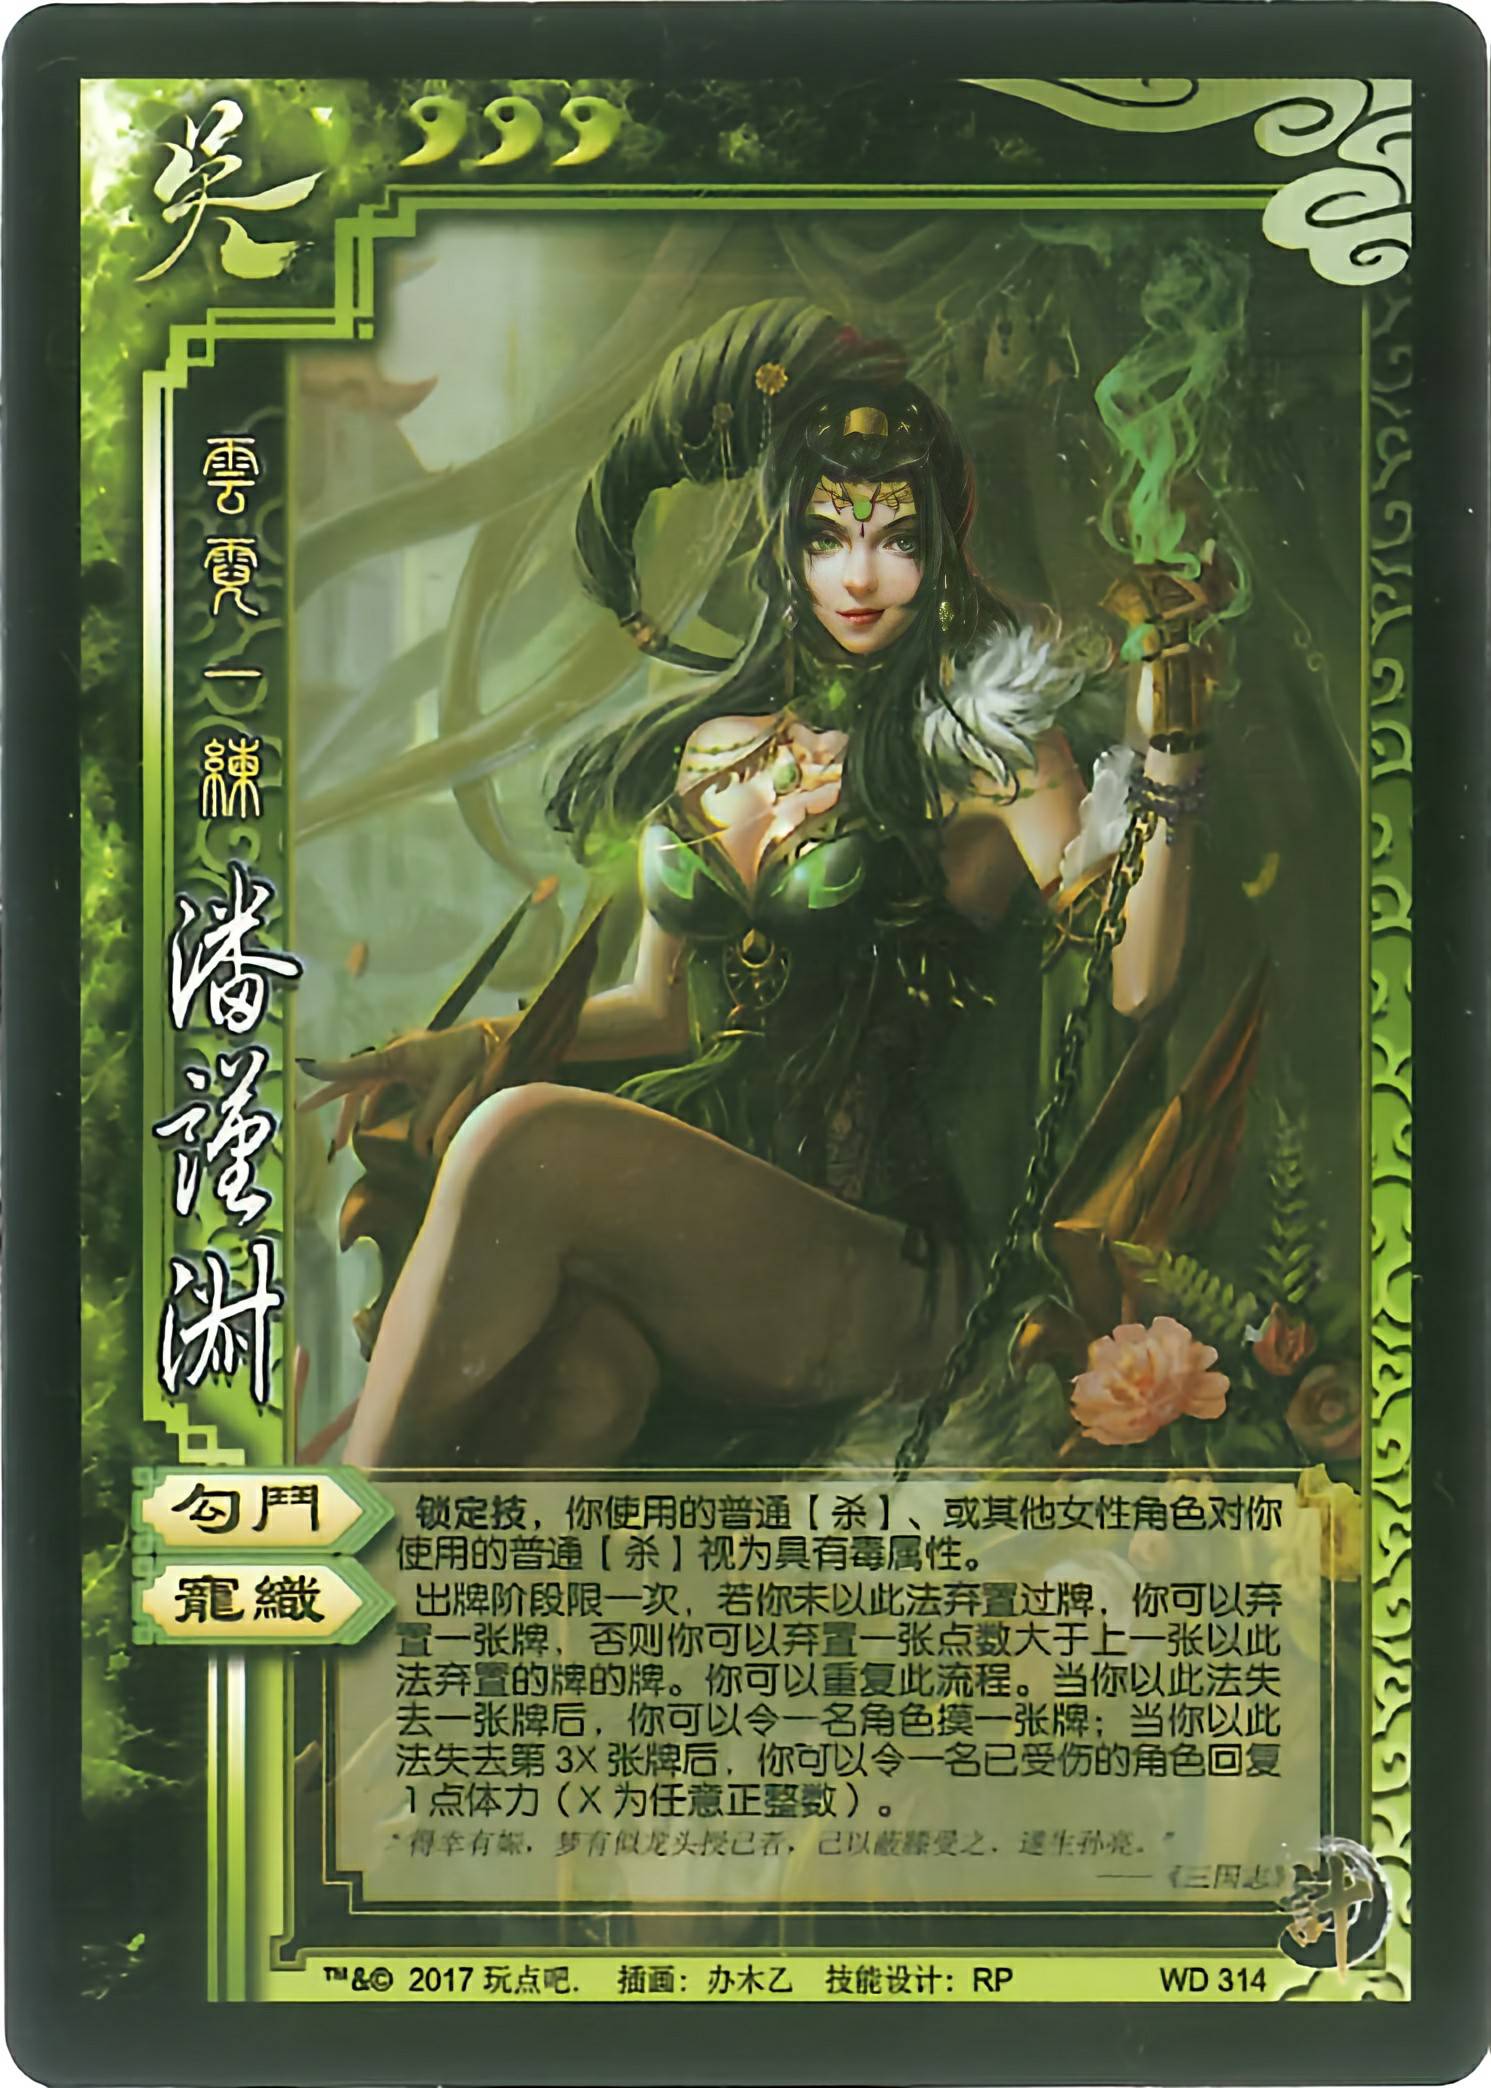 吴
雲霓一練
潘謹淵
勾鬥
锁定技，你使用的普通【杀】、或其他女性角色对你
使用的普通【杀】视为具有毒属性。
寵織
出牌阶段限一次，若你未以此法弃置过牌，你可以弃
置一张牌，否则你可以弃置一张点数大于上一张以此
法弃置的牌的牌。你可以重复此流程。当你以此法失
去一张牌后，你可以令一名角色摸一张牌；当你以此
法失去第3X张牌后，你可以令一名已受伤的角色回复
1点体力（X为任意正整数）。
“得幸有娠，梦有似龙头授己者，己以蔽膝受之，遂生孙亮。”
——《三国志》
計
™&© 2017 玩点吧. 插画：办木乙 技能设计：RP WD 314